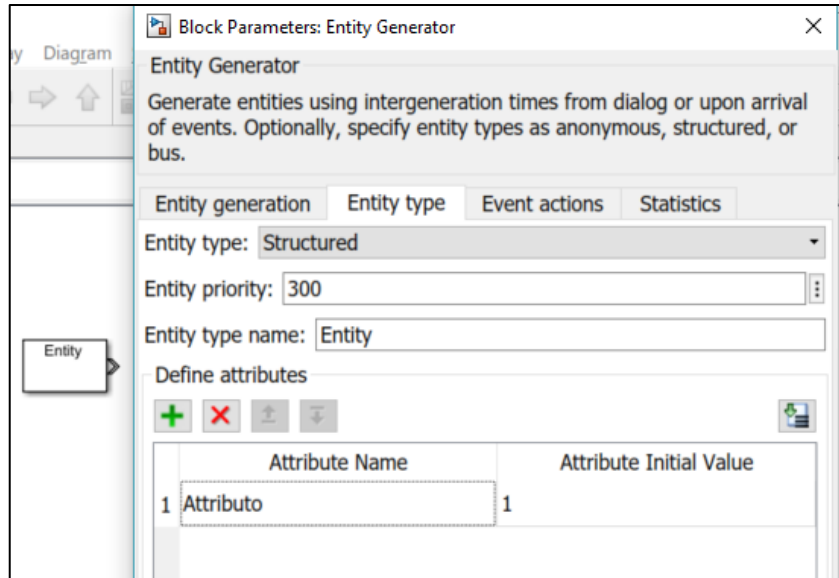 Block Parameters: Entity Generator
Diagram
Entity Generator
Generate entities using intergeneration times from dialog or upon arrival
of events. Optionally, specify entity types as anonymous, structured, or
bus.
Entity generation Entity type Event actions Statistics
Entity type: Structured
Entity priority: 300
Entity type name: Entity
Entity
Define attributes
Attribute Name Attribute Initial Value
1 Attributo 1